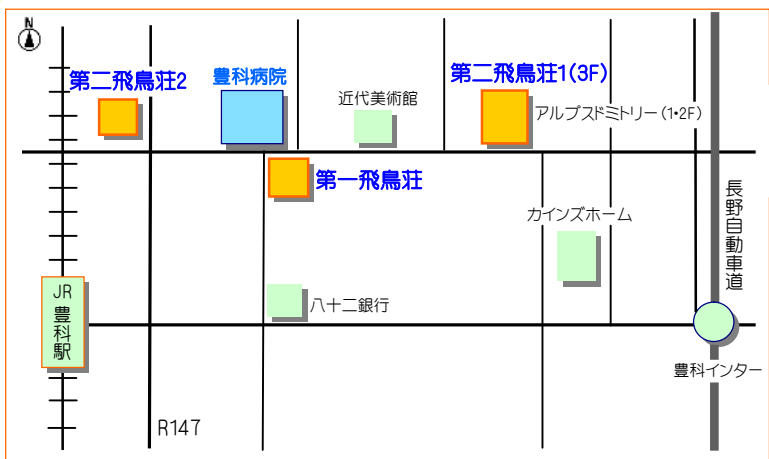 N
第二飛鳥荘2
豊科病院
近代美術館
第二飛鳥荘1(3F)
アルプスドミトリー(1・2F)
第一飛鳥荘
長野自動車道
カインズホーム
JR
豊科駅
八十二銀行
豊科インター
R147